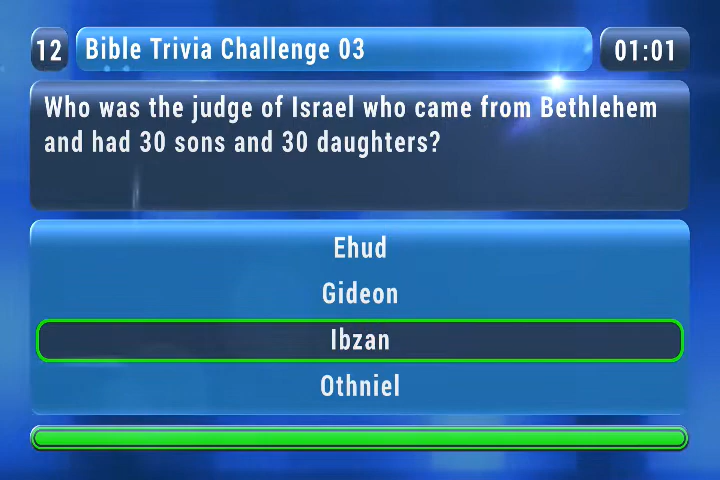 12
Bible Trivia Challenge 03
01:01
Who was the judge of Israel who came from Bethlehem
and had 30 sons and 30 daughters?
Ehud
Gideon
Ibzan
Othniel